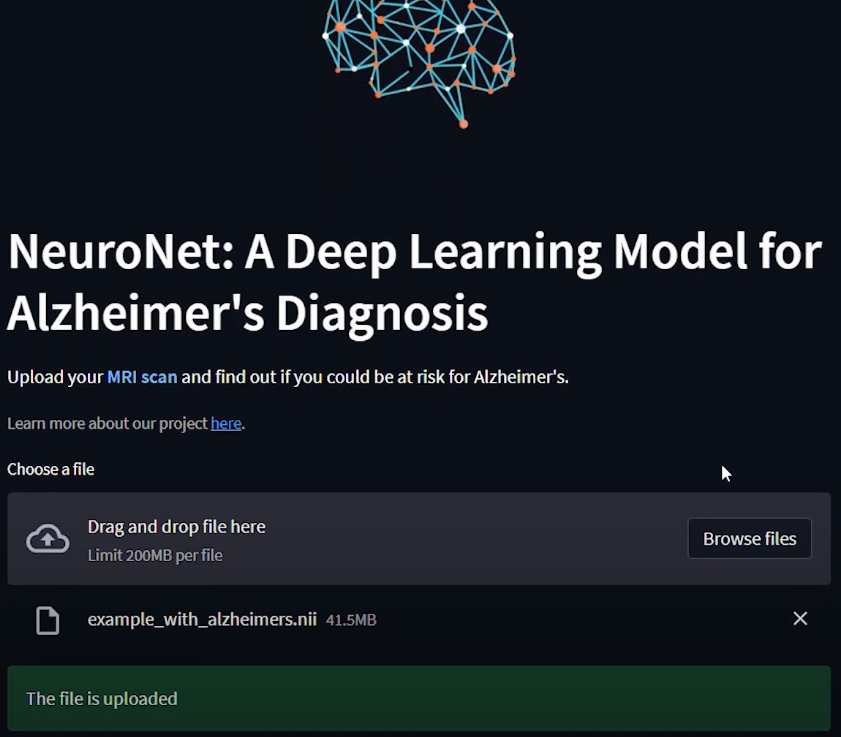 NeuroNet: A Deep Learning Model for
Alzheimer's Diagnosis
Upload your MRI scan and find out if you could be at risk for Alzheimer's.
Learn more about our project here.
Choose a file
Drag and drop file here
Limit 200MB per file
Browse files
example_with_alzheimers.nii 41.5MB
The file is uploaded